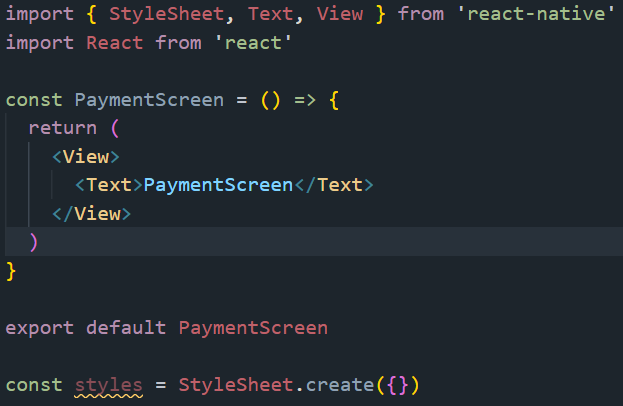 import { StyleSheet, Text, View } from 'react-native'
import React from 'react'
const PaymentScreen = () => {
return (
<View>
<Text>PaymentScreen</Text>
</View>
)
}
export default PaymentScreen
const styles = StyleSheet.create({})